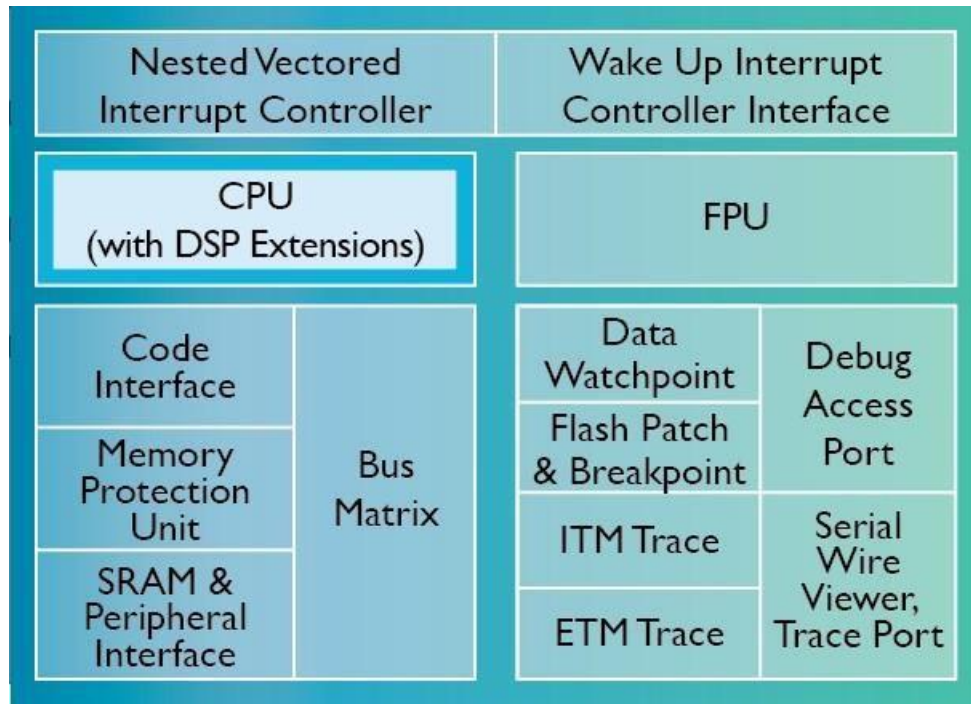 Nested Vectored
Interrupt Controller
Wake Up Interrupt
Controller Interface
CPU
(with DSP Extensions)
FPU
Code
Interface
Memory
Protection
Unit
SRAM &
Peripheral
Interface
Bus
Matrix
Data
Watchpoint
Flash Patch
& Breakpoint
ITM Trace
ETM Trace
Debug
Access
Port
Serial
Wire
Viewer,
Trace Port